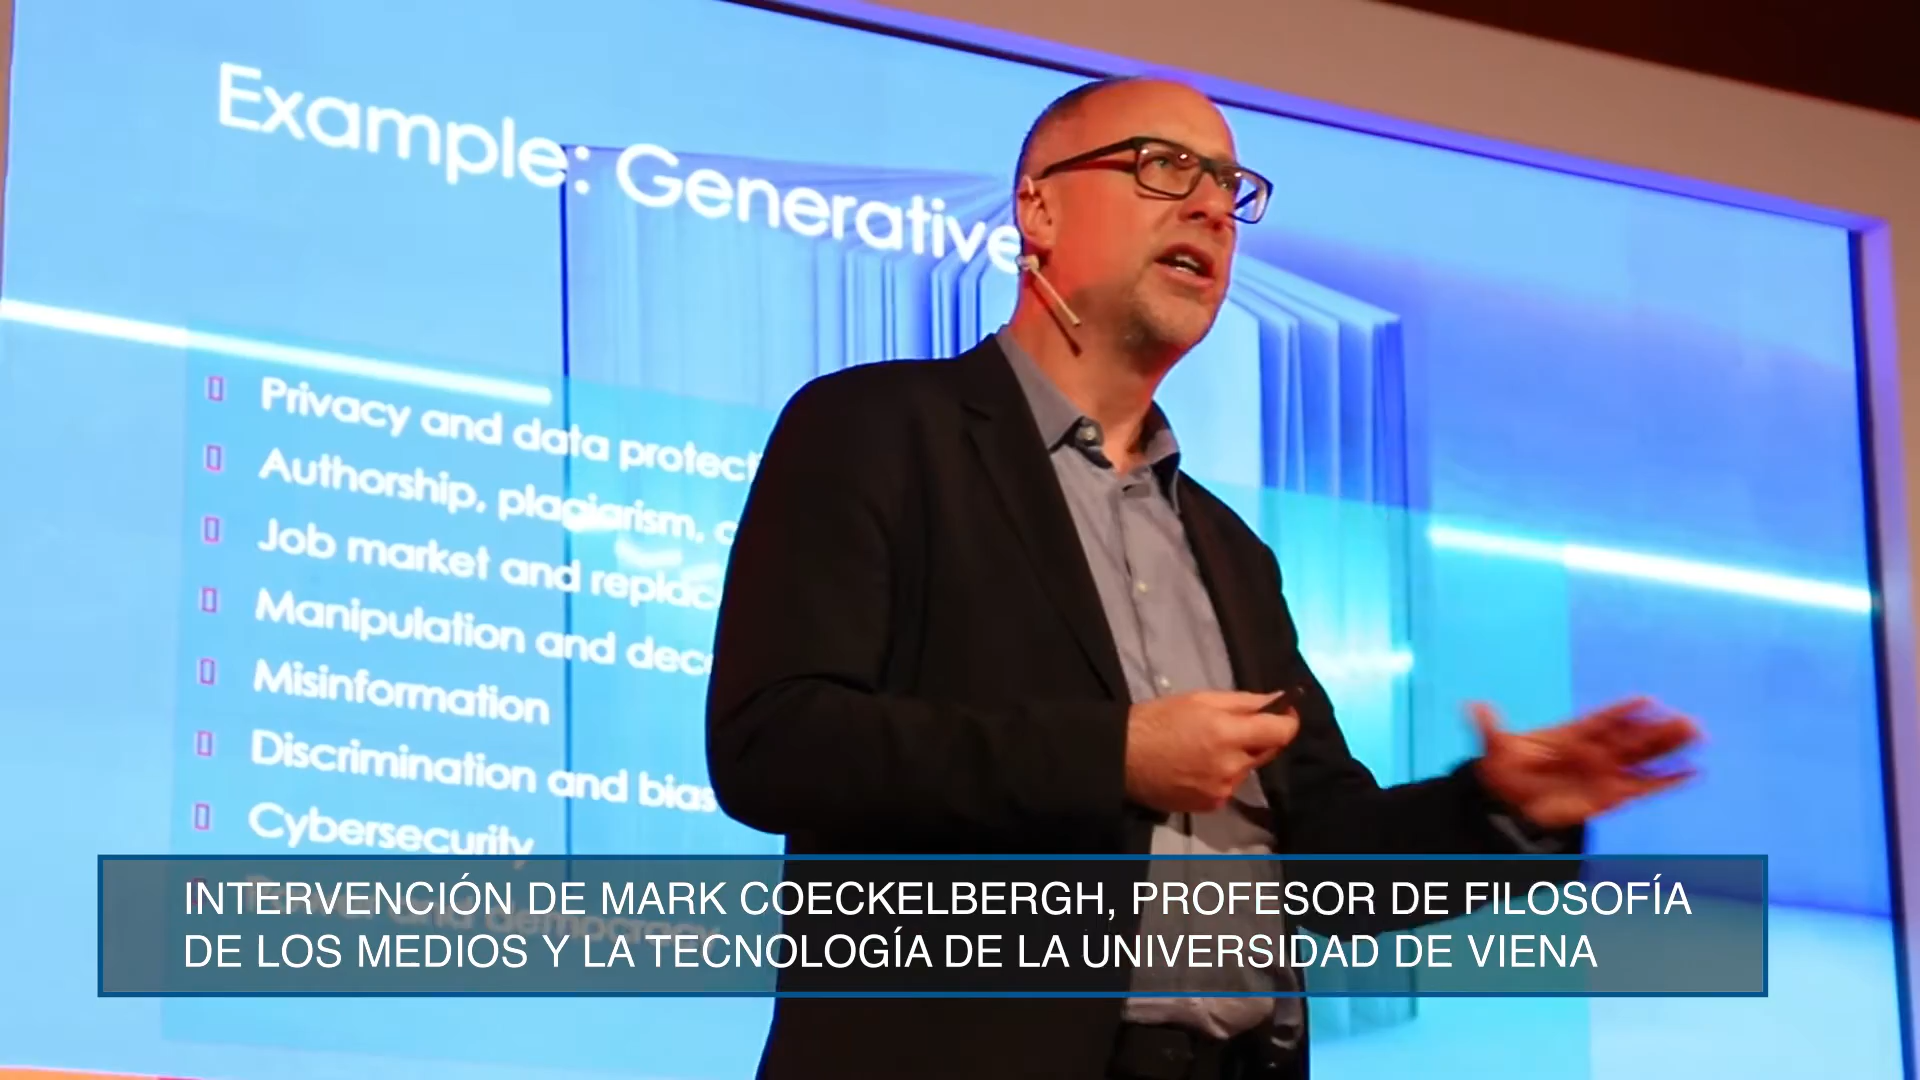 Example: Generative
Privacy and data protect
Authorship, plagiarism,
Job market and replac
Manipulation and dec
Misinformation
Discrimination and bias
Cybersecurity
democracy
INTERVENCIÓN DE MARK COECKELBERGH, PROFESOR DE FILOSOFÍA
DE LOS MEDIOS Y LA TECNOLOGÍA DE LA UNIVERSIDAD DE VIENA